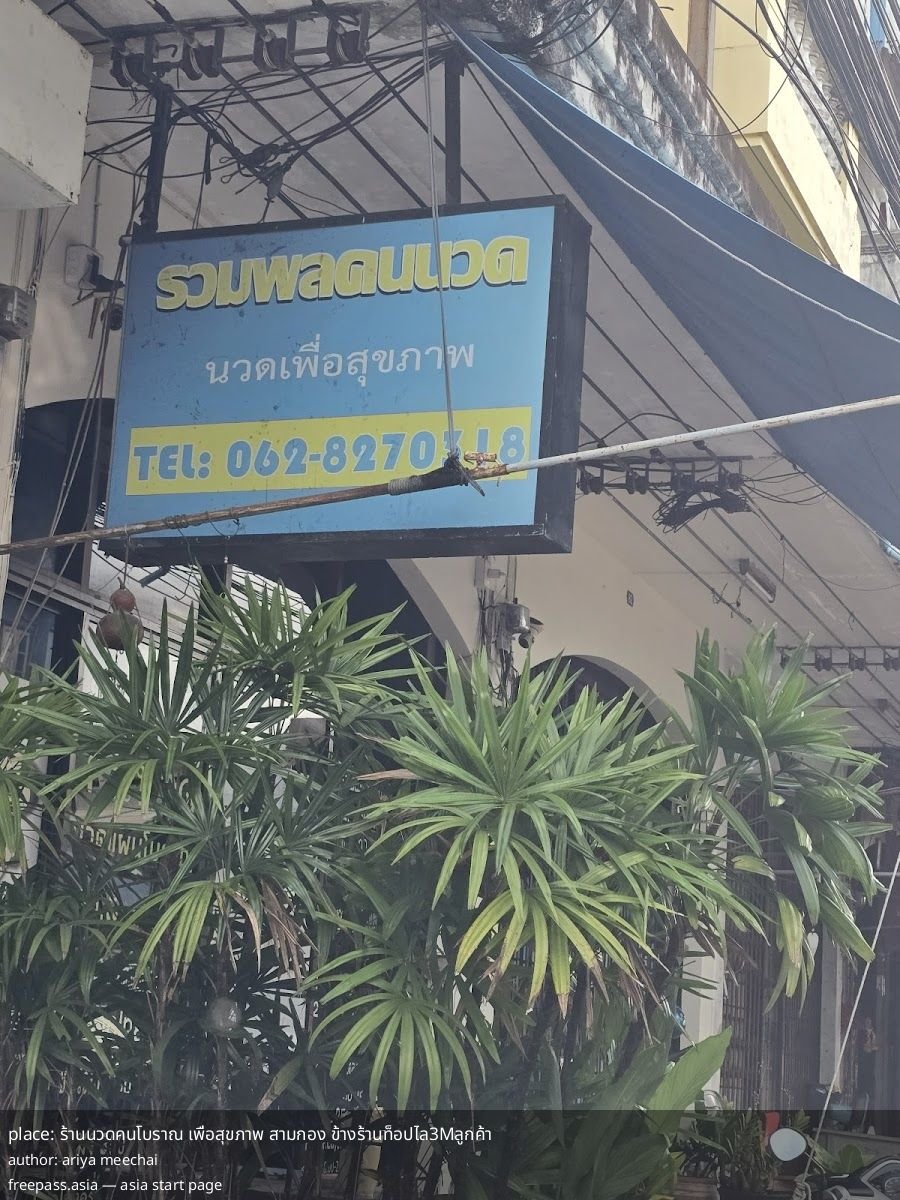 รวมพลคนนวด
นวดเพื่อสุขภาพ
TEL: 062-8270318
place: ร้านนวดคนโบราณ เพื่อสุขภาพ สามกอง ข้างร้านท็อปไล3Mลูกค้า
author: ariya meechai
freepass.asia — asia start page